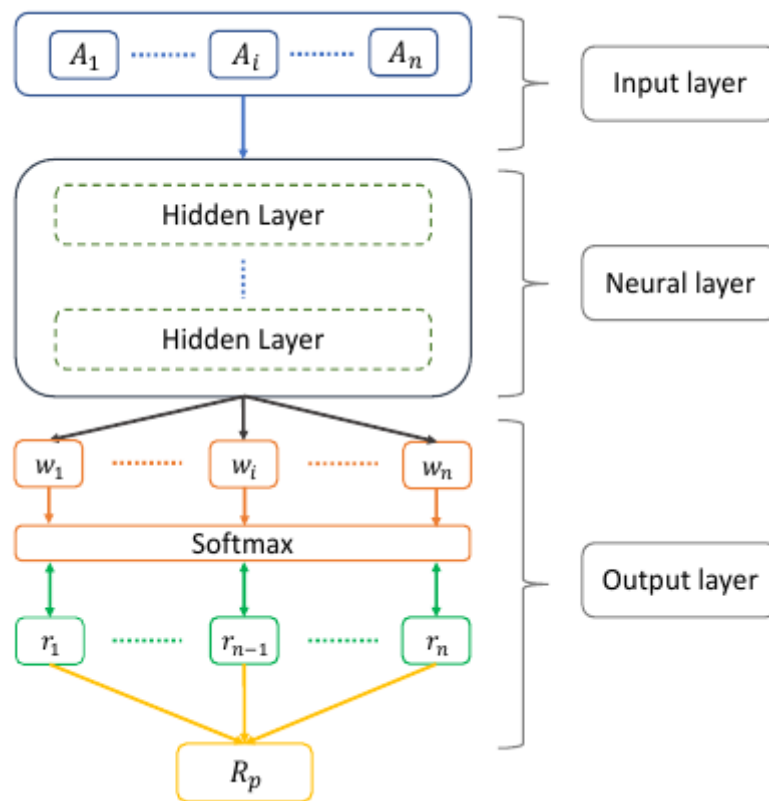 A₁ ........ Aᵢ ........ Aₙ
Input layer
Hidden Layer
Hidden Layer
Neural layer
w₁ ........ wᵢ ........ wₙ
Softmax
Output layer
r₁ ........ rₙ₋₁ ........ rₙ
Rₚ